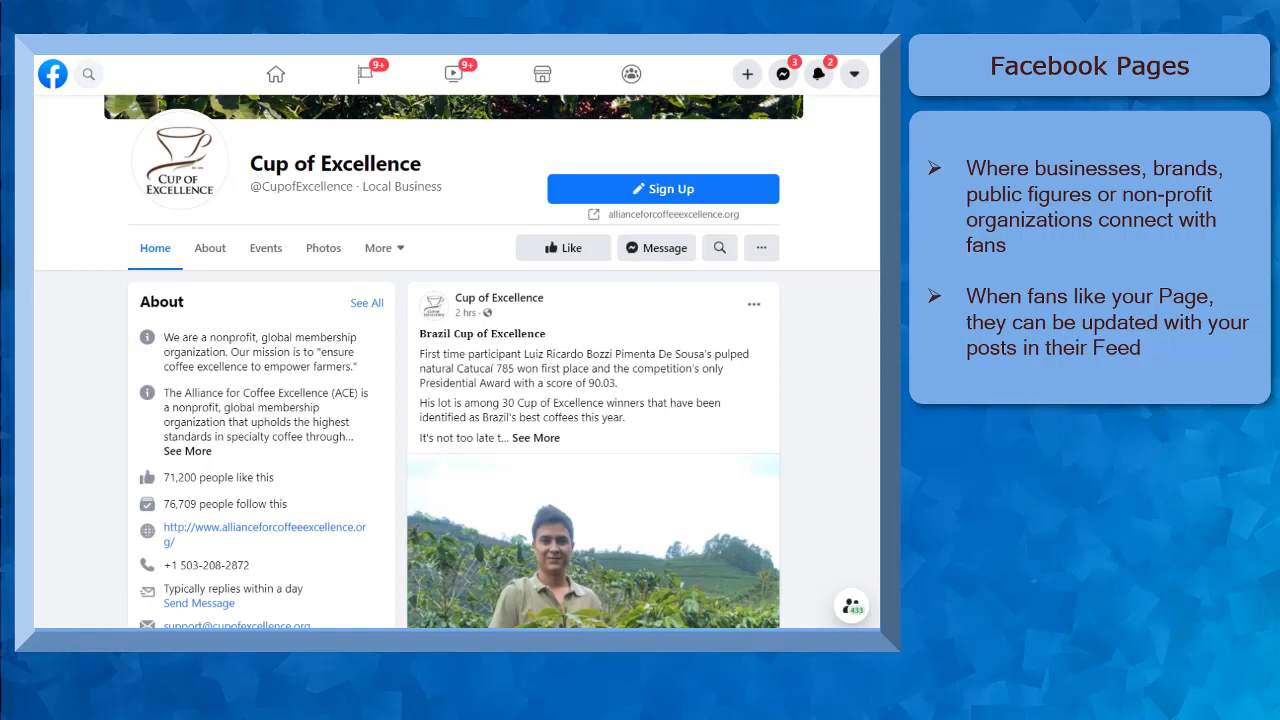 9+
9+
3
2
CUP OF
EXCELLENCE
Cup of Excellence
@CupofExcellence · Local Business
Sign Up
allianceforcoffeeexcellence.org
Home
About
Events
Photos
More
Like
Message
About
See All
We are a nonprofit, global membership
organization. Our mission is to "ensure
coffee excellence to empower farmers."
The Alliance for Coffee Excellence (ACE) is
a nonprofit, global membership
organization that upholds the highest
standards in specialty coffee through...
See More
71,200 people like this
76,709 people follow this
http://www.allianceforcoffeeexcellence.or
g/
+1 503-208-2872
Typically replies within a day
Send Message
support@cupofexcellence.org
Cup of Excellence
2 hrs ·
Brazil Cup of Excellence
First time participant Luiz Ricardo Bozzi Pimenta De Sousa's pulped
natural Catucaí 785 won first place and the competition's only
Presidential Award with a score of 90.03.
His lot is among 30 Cup of Excellence winners that have been
identified as Brazil's best coffees this year.
It's not too late t... See More
433
Facebook Pages
Where businesses, brands,
public figures or non-profit
organizations connect with
fans
When fans like your Page,
they can be updated with your
posts in their Feed